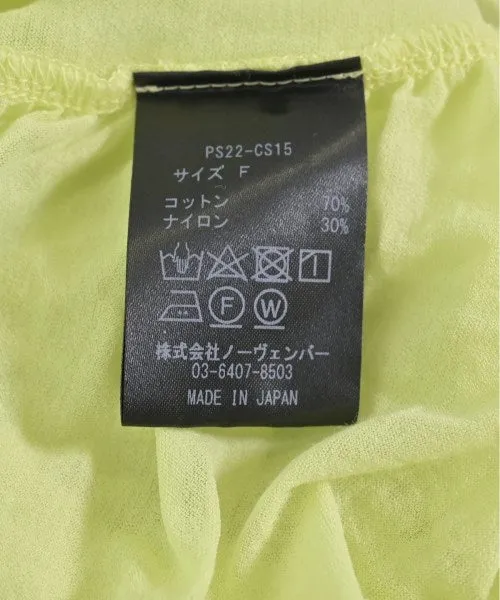 PS22-CS15
サイズ F
コットン 70%
ナイロン 30%
F W
株式会社ノーヴェンバー
03-6407-8503
MADE IN JAPAN